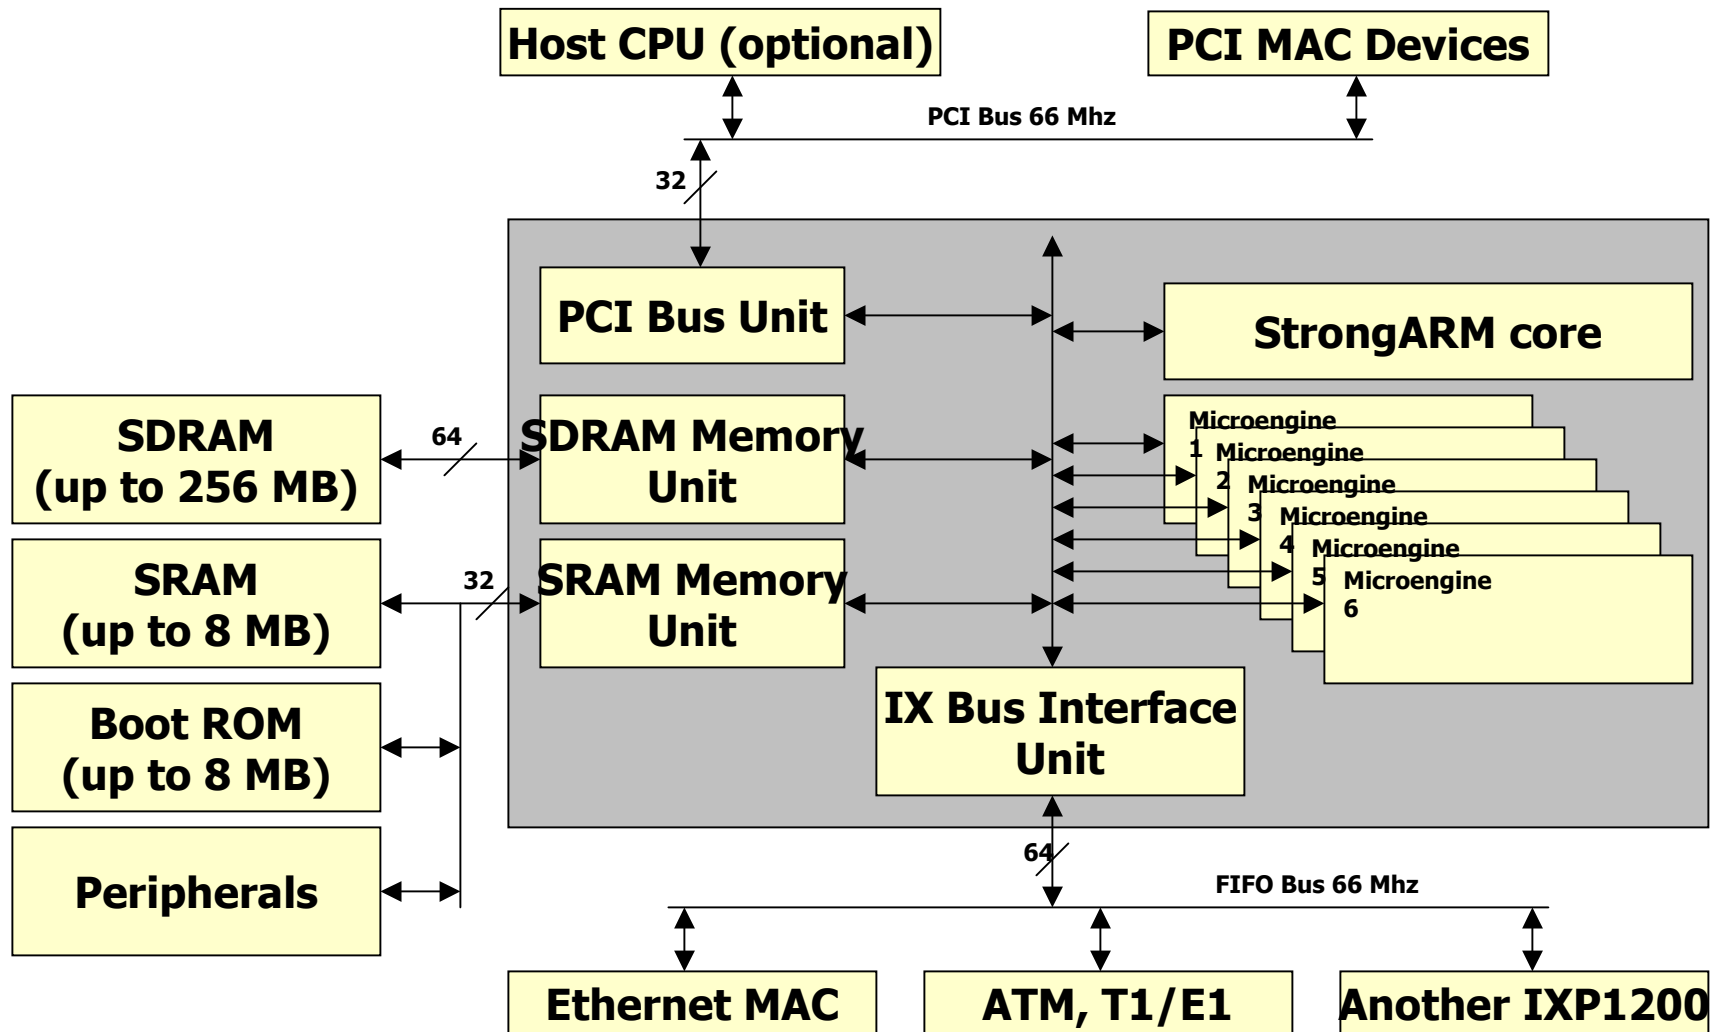 Host CPU (optional)
PCI MAC Devices
PCI Bus 66 Mhz
32
PCI Bus Unit
StrongARM core
SDRAM
(up to 256 MB)
64
SDRAM Memory
Unit
Microengine
1
Microengine
2
Microengine
3
Microengine
4
Microengine
5
Microengine
6
SRAM
(up to 8 MB)
32
SRAM Memory
Unit
Boot ROM
(up to 8 MB)
IX Bus Interface
Unit
Peripherals
64
FIFO Bus 66 Mhz
Ethernet MAC
ATM, T1/E1
Another IXP1200